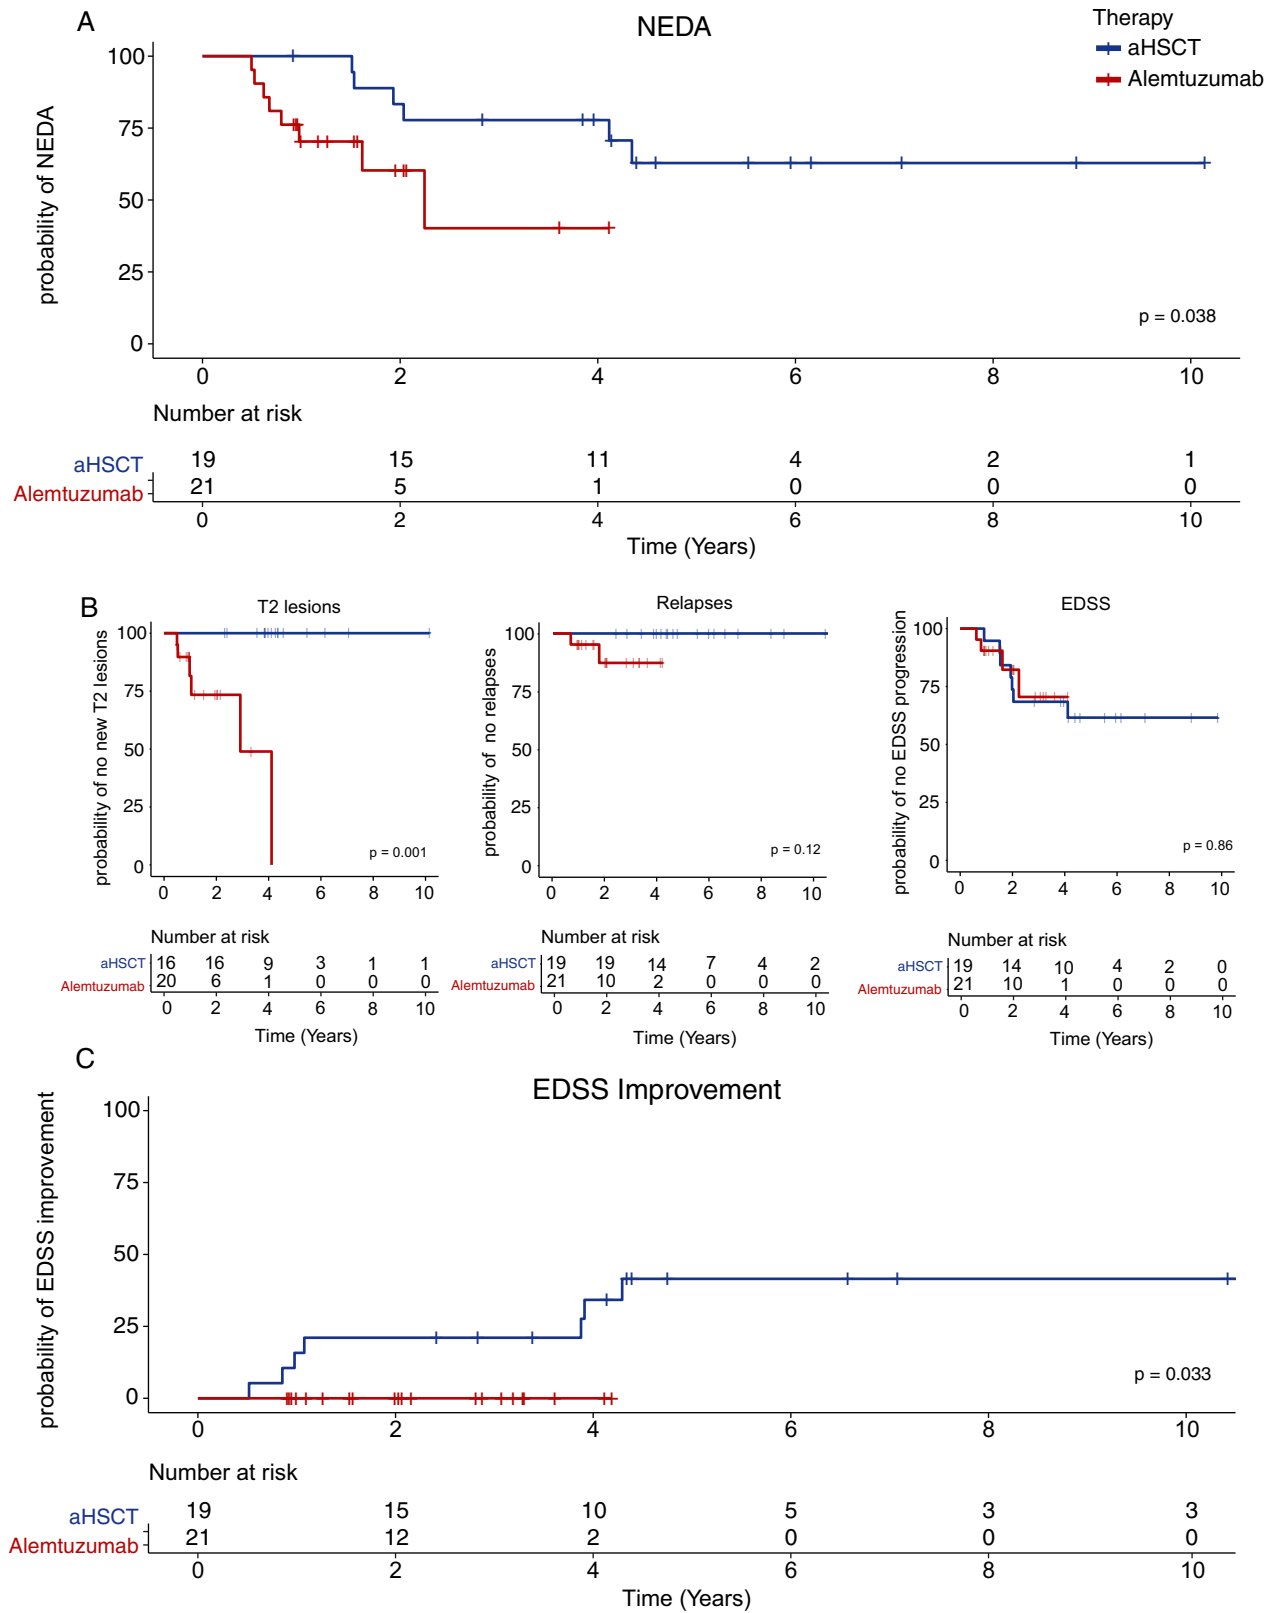 A
NEDA
Therapy
aHSCT
Alemtuzumab
probability of NEDA
100
75
50
25
0
p = 0.038
0 2 4 6 8 10
Number at risk
aHSCT 19 15 11 4 2 1
Alemtuzumab 21 5 1 0 0 0
0 2 4 6 8 10
Time (Years)
B
T2 lesions
probability of no new T2 lesions
100
75
50
25
0
p = 0.001
0 2 4 6 8 10
Number at risk
aHSCT 16 16 9 3 1 1
Alemtuzumab 20 6 1 0 0 0
0 2 4 6 8 10
Time (Years)
Relapses
probability of no relapses
100
75
50
25
0
p = 0.12
0 2 4 6 8 10
Number at risk
aHSCT 19 19 14 7 4 2
Alemtuzumab 21 10 2 0 0 0
0 2 4 6 8 10
Time (Years)
EDSS
probability of no EDSS progression
100
75
50
25
0
p = 0.86
0 2 4 6 8 10
Number at risk
aHSCT 19 14 10 4 2 0
Alemtuzumab 21 10 1 0 0 0
0 2 4 6 8 10
Time (Years)
C
EDSS Improvement
probability of EDSS improvement
100
75
50
25
0
p = 0.033
0 2 4 6 8 10
Number at risk
aHSCT 19 15 10 5 3 3
Alemtuzumab 21 12 2 0 0 0
0 2 4 6 8 10
Time (Years)